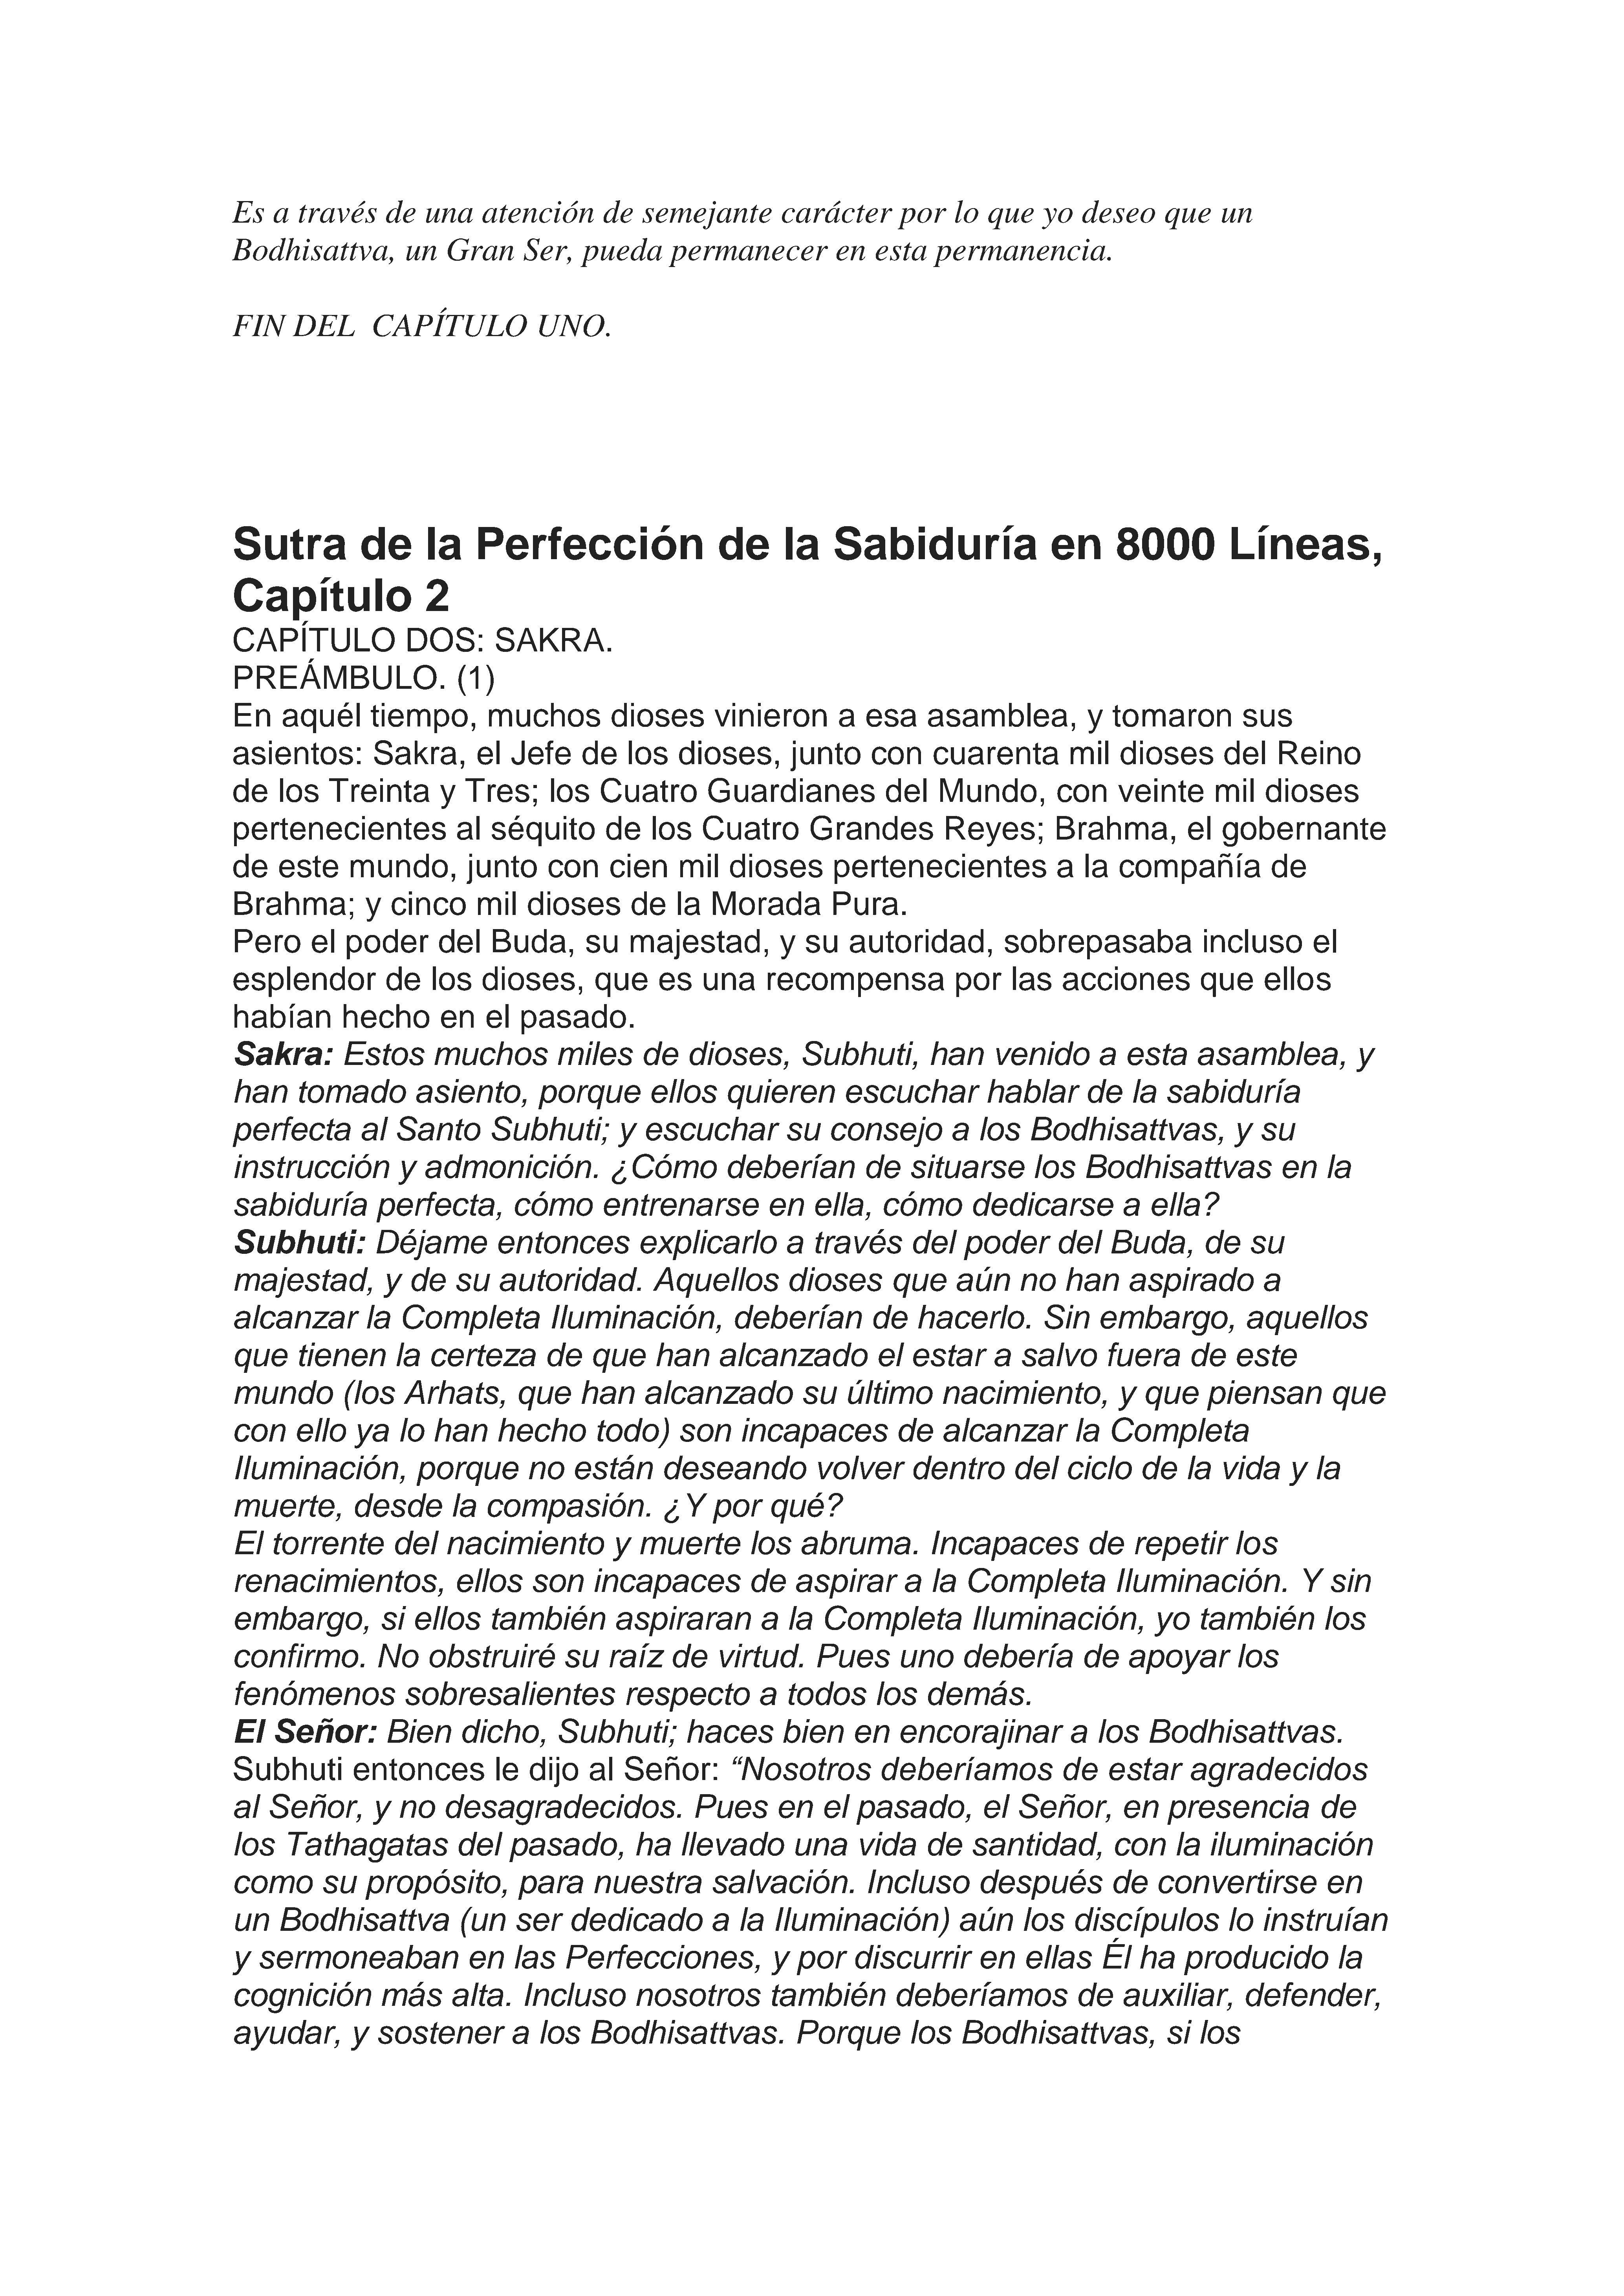 Es a través de una atención de semejante carácter por lo que yo deseo que un
Bodhisattva, un Gran Ser, pueda permanecer en esta permanencia.
FIN DEL  CAPÍTULO UNO.
Sutra de la Perfección de la Sabiduría en 8000 Líneas,
Capítulo 2
CAPÍTULO DOS: SAKRA.
PREÁMBULO. (1)
En aquél tiempo, muchos dioses vinieron a esa asamblea, y tomaron sus
asientos: Sakra, el Jefe de los dioses, junto con cuarenta mil dioses del Reino
de los Treinta y Tres; los Cuatro Guardianes del Mundo, con veinte mil dioses
pertenecientes al séquito de los Cuatro Grandes Reyes; Brahma, el gobernante
de este mundo, junto con cien mil dioses pertenecientes a la compañía de
Brahma; y cinco mil dioses de la Morada Pura.
Pero el poder del Buda, su majestad, y su autoridad, sobrepasaba incluso el
esplendor de los dioses, que es una recompensa por las acciones que ellos
habían hecho en el pasado.
Sakra: Estos muchos miles de dioses, Subhuti, han venido a esta asamblea, y
han tomado asiento, porque ellos quieren escuchar hablar de la sabiduría
perfecta al Santo Subhuti; y escuchar su consejo a los Bodhisattvas, y su
instrucción y admonición. ¿Cómo deberían de situarse los Bodhisattvas en la
sabiduría perfecta, cómo entrenarse en ella, cómo dedicarse a ella?
Subhuti: Déjame entonces explicarlo a través del poder del Buda, de su
majestad, y de su autoridad. Aquellos dioses que aún no han aspirado a
alcanzar la Completa Iluminación, deberían de hacerlo. Sin embargo, aquellos
que tienen la certeza de que han alcanzado el estar a salvo fuera de este
mundo (los Arhats, que han alcanzado su último nacimiento, y que piensan que
con ello ya lo han hecho todo) son incapaces de alcanzar la Completa
Iluminación, porque no están deseando volver dentro del ciclo de la vida y la
muerte, desde la compasión. ¿Y por qué?
El torrente del nacimiento y muerte los abruma. Incapaces de repetir los
renacimientos, ellos son incapaces de aspirar a la Completa Iluminación. Y sin
embargo, si ellos también aspiraran a la Completa Iluminación, yo también los
confirmo. No obstruiré su raíz de virtud. Pues uno debería de apoyar los
fenómenos sobresalientes respecto a todos los demás.
El Señor: Bien dicho, Subhuti; haces bien en encorajinar a los Bodhisattvas.
Subhuti entonces le dijo al Señor: “Nosotros deberíamos de estar agradecidos
al Señor, y no desagradecidos. Pues en el pasado, el Señor, en presencia de
los Tathagatas del pasado, ha llevado una vida de santidad, con la iluminación
como su propósito, para nuestra salvación. Incluso después de convertirse en
un Bodhisattva (un ser dedicado a la Iluminación) aún los discípulos lo instruían
y sermoneaban en las Perfecciones, y por discurrir en ellas Él ha producido la
cognición más alta. Incluso nosotros también deberíamos de auxiliar, defender,
ayudar, y sostener a los Bodhisattvas. Porque los Bodhisattvas, si los